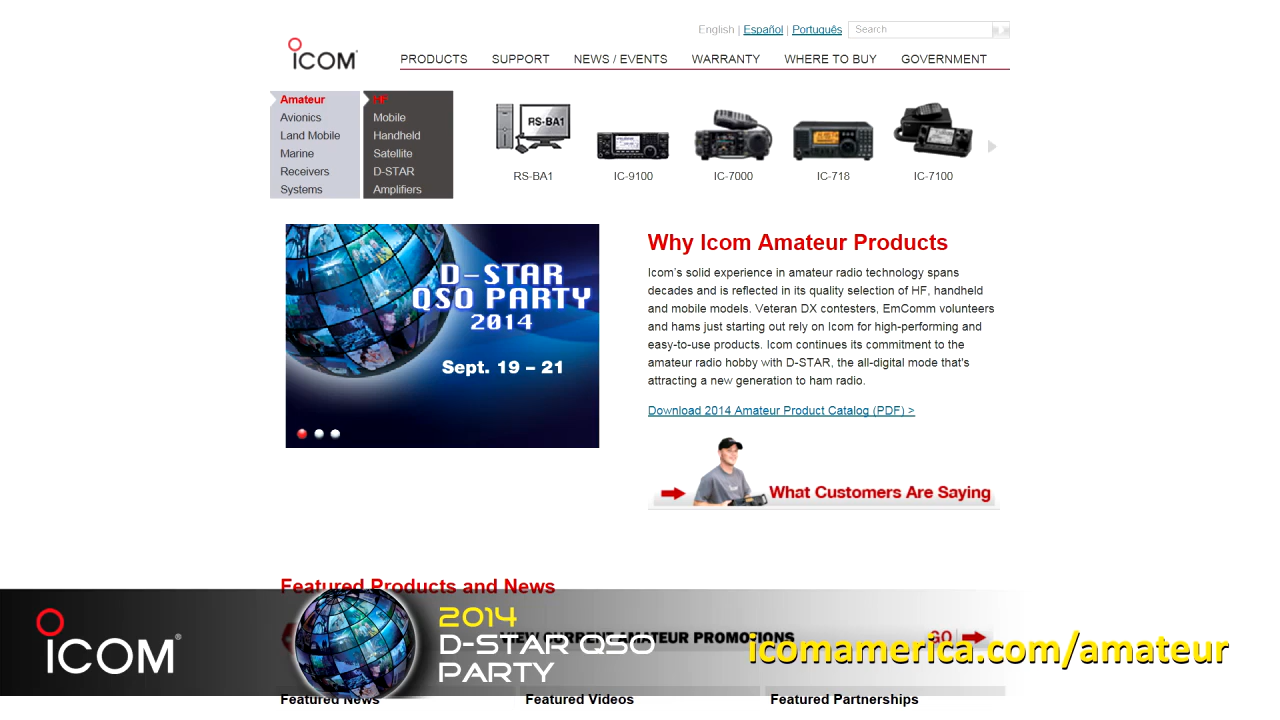 English | Español | Português
Search
ICOM
PRODUCTS
SUPPORT
NEWS / EVENTS
WARRANTY
WHERE TO BUY
GOVERNMENT
Amateur
Avionics
Land Mobile
Marine
Receivers
Systems
HF
Mobile
Handheld
Satellite
D-STAR
Amplifiers
RS-BA1
RS-BA1
IC-9100
IC-7000
IC-718
IC-7100
D-STAR
QSO PARTY
2014
Sept. 19 – 21
Why Icom Amateur Products
Icom's solid experience in amateur radio technology spans
decades and is reflected in its quality selection of HF, handheld
and mobile models. Veteran DX contesters, EmComm volunteers
and hams just starting out rely on Icom for high-performing and
easy-to-use products. Icom continues its commitment to the
amateur radio hobby with D-STAR, the all-digital mode that's
attracting a new generation to ham radio.
Download 2014 Amateur Product Catalog (PDF) >
What Customers Are Saying
Featured Products and News
VIEW CURRENT AMATEUR PROMOTIONS
GO
ICOM®
2014
D-STAR QSO
PARTY
icomamerica.com/amateur
Featured News
Featured Videos
Featured Partnerships